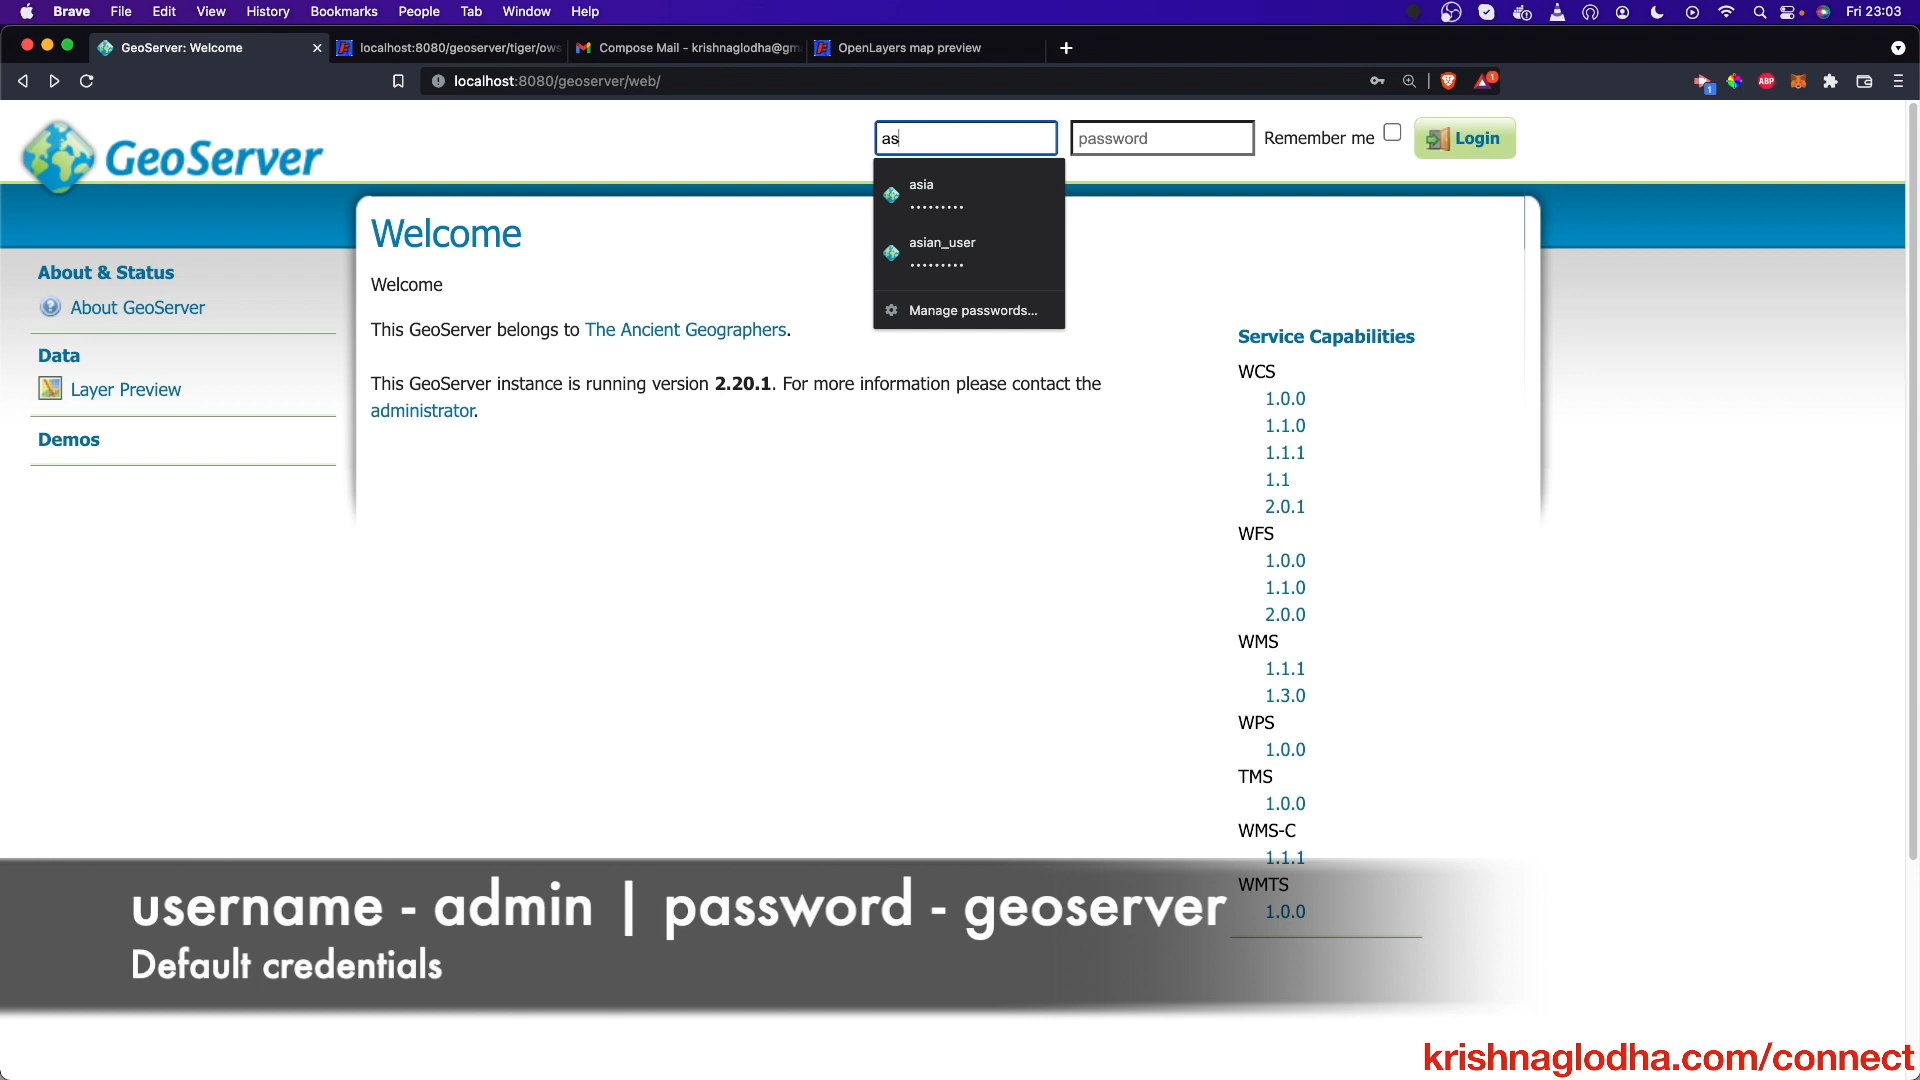 Brave File Edit View History Bookmarks People Tab Window Help Fri 23:03
GeoServer: Welcome localhost:8080/geoserver/tiger/ows Compose Mail - krishnaglodha@gm OpenLayers map preview
localhost:8080/geoserver/web/ 1 1 ABP
GeoServer
as password Remember me Login
asia
•••••••••
asian_user
•••••••••
Manage passwords...
About & Status
About GeoServer
Data
Layer Preview
Demos
Welcome
Welcome
This GeoServer belongs to The Ancient Geographers.
This GeoServer instance is running version 2.20.1. For more information please contact the
administrator.
Service Capabilities
WCS
1.0.0
1.1.0
1.1.1
1.1
2.0.1
WFS
1.0.0
1.1.0
2.0.0
WMS
1.1.1
1.3.0
WPS
1.0.0
TMS
1.0.0
WMS-C
1.1.1
WMTS
1.0.0
username - admin | password - geoserver
Default credentials
krishnaglodha.com/connect